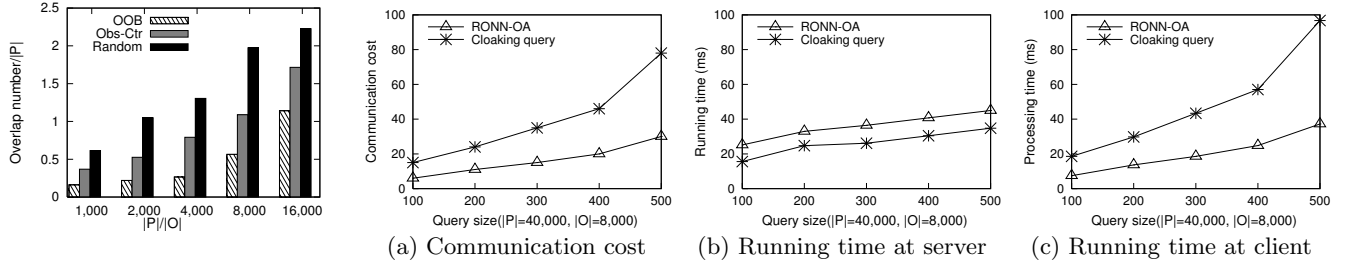 OOB
Obs-Ctr
Random
Overlap number/|P|
2.5
2
1.5
1
0.5
0
1,000 2,000 4,000 8,000 16,000
|P|/|O|
RONN-OA
Cloaking query
Communication cost
100
80
60
40
20
0
100 200 300 400 500
Query size(|P|=40,000, |O|=8,000)
(a) Communication cost
RONN-OA
Cloaking query
Running time (ms)
100
80
60
40
20
0
100 200 300 400 500
Query size(|P|=40,000, |O|=8,000)
(b) Running time at server
RONN-OA
Cloaking query
Processing time (ms)
100
80
60
40
20
0
100 200 300 400 500
Query size(|P|=40,000, |O|=8,000)
(c) Running time at client